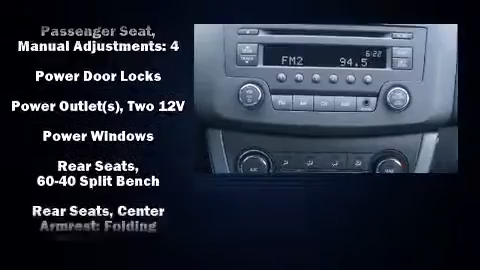 Passenger Seat,
Manual Adjustments: 4
Power Door Locks
Power Outlet(s), Two 12V
Power Windows
Rear Seats,
60-40 Split Bench
Rear Seats, Center
Armrest: Folding
6:22
FM2 94.5